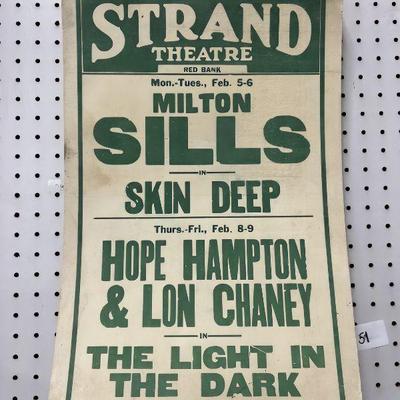 STRAND
THEATRE
RED BANK
Mon.-Tues., Feb. 5-6
MILTON
SILLS
IN
SKIN DEEP
Thurs.-Fri., Feb. 8-9
HOPE HAMPTON
& LON CHANEY
IN
THE LIGHT IN
THE DARK
51